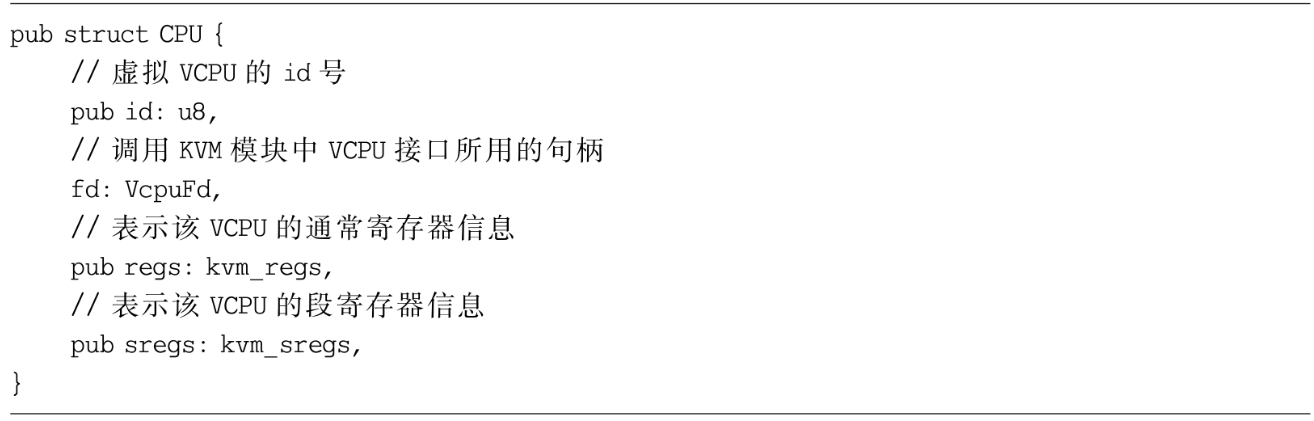 pub struct CPU {
    // 虚拟 VCPU 的 id 号
    pub id: u8,
    // 调用 KVM 模块中 VCPU 接口所用的句柄
    fd: VcpuFd,
    // 表示该 VCPU 的通常寄存器信息
    pub regs: kvm_regs,
    // 表示该 VCPU 的段寄存器信息
    pub sregs: kvm_sregs,
}